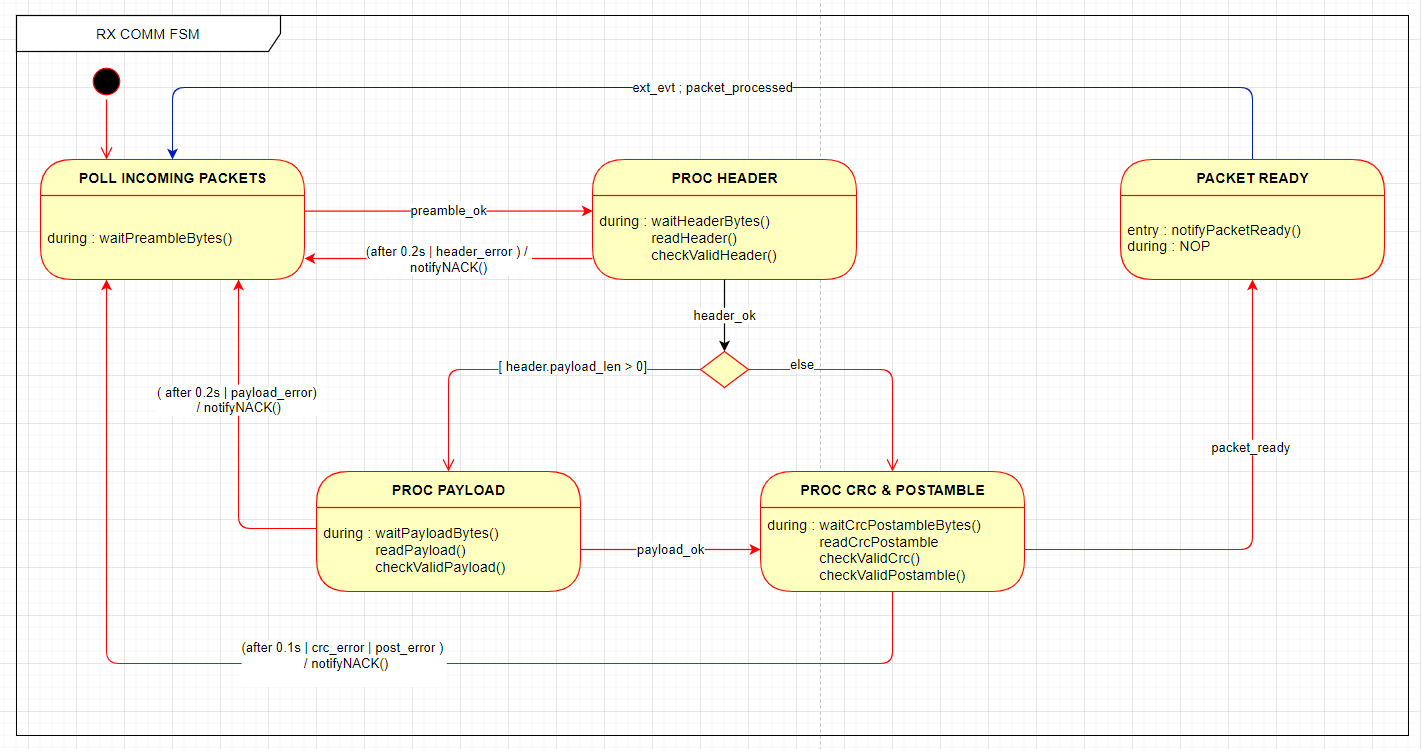 RX COMM FSM
ext_evt ; packet_processed
POLL INCOMING PACKETS
during : waitPreambleBytes()
preamble_ok
(after 0.2s | header_error ) /
notifyNACK()
PROC HEADER
during : waitHeaderBytes()
readHeader()
checkValidHeader()
PACKET READY
entry : notifyPacketReady()
during : NOP
header_ok
[ header.payload_len > 0]
else
( after 0.2s | payload_error)
/ notifyNACK()
packet_ready
PROC PAYLOAD
during : waitPayloadBytes()
readPayload()
checkValidPayload()
payload_ok
PROC CRC & POSTAMBLE
during : waitCrcPostambleBytes()
readCrcPostamble
checkValidCrc()
checkValidPostamble()
(after 0.1s | crc_error | post_error )
/ notifyNACK()